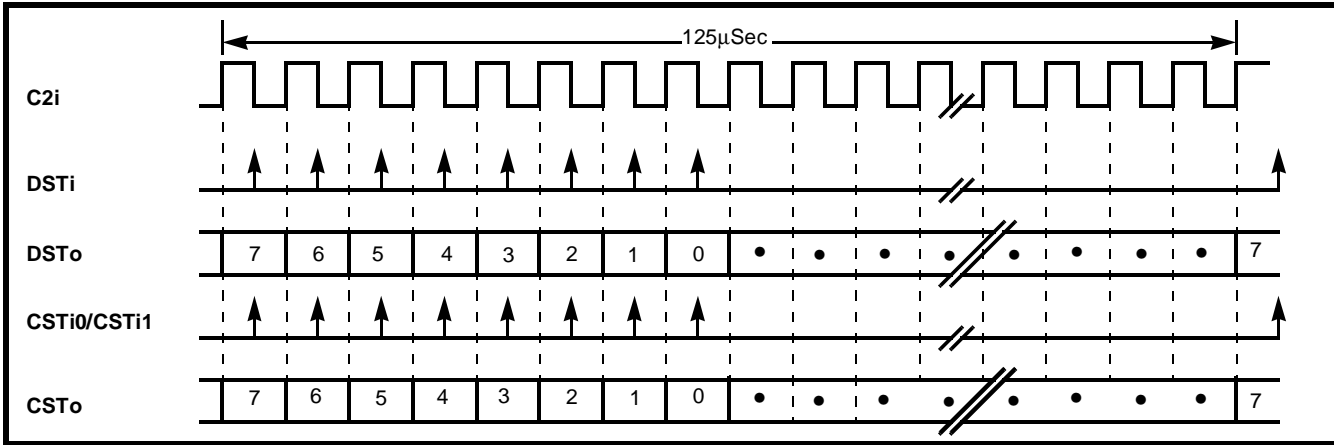 125µSec
C2i
DSTi
DSTo 7 6 5 4 3 2 1 0 • • • • • • • • 7
CSTi0/CSTi1
CSTo 7 6 5 4 3 2 1 0 • • • • • • • • 7